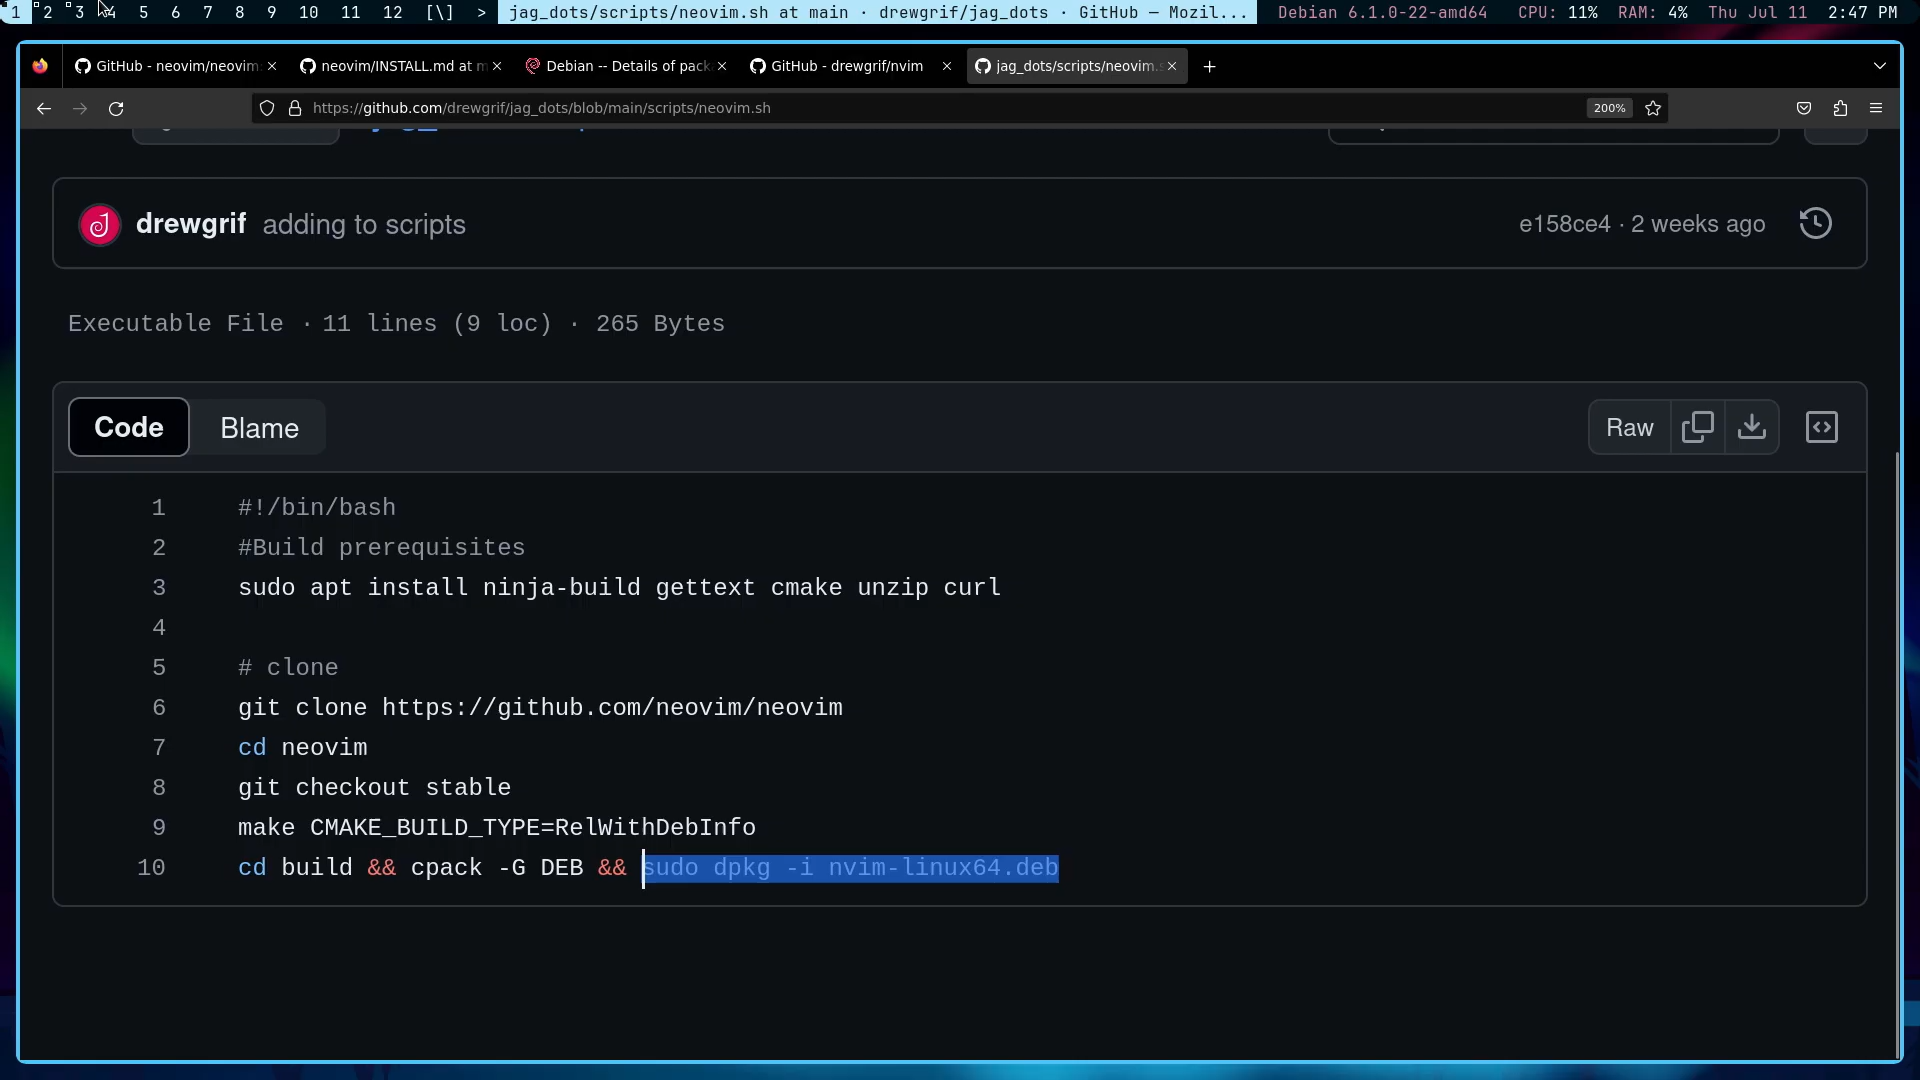 1 2 3 4 5 6 7 8 9 10 11 12 [\] > jag_dots/scripts/neovim.sh at main · drewgrif/jag_dots · GitHub — Mozil... Debian 6.1.0-22-amd64 CPU: 11% RAM: 4% Thu Jul 11 2:47 PM
GitHub - neovim/neovim: neovim/INSTALL.md at m Debian -- Details of pack GitHub - drewgrif/nvim jag_dots/scripts/neovim.s
https://github.com/drewgrif/jag_dots/blob/main/scripts/neovim.sh 200%
drewgrif adding to scripts e158ce4 · 2 weeks ago
Executable File · 11 lines (9 loc) · 265 Bytes
Code Blame Raw
1 #!/bin/bash
2 #Build prerequisites
3 sudo apt install ninja-build gettext cmake unzip curl
4
5 # clone
6 git clone https://github.com/neovim/neovim
7 cd neovim
8 git checkout stable
9 make CMAKE_BUILD_TYPE=RelWithDebInfo
10 cd build && cpack -G DEB && sudo dpkg -i nvim-linux64.deb